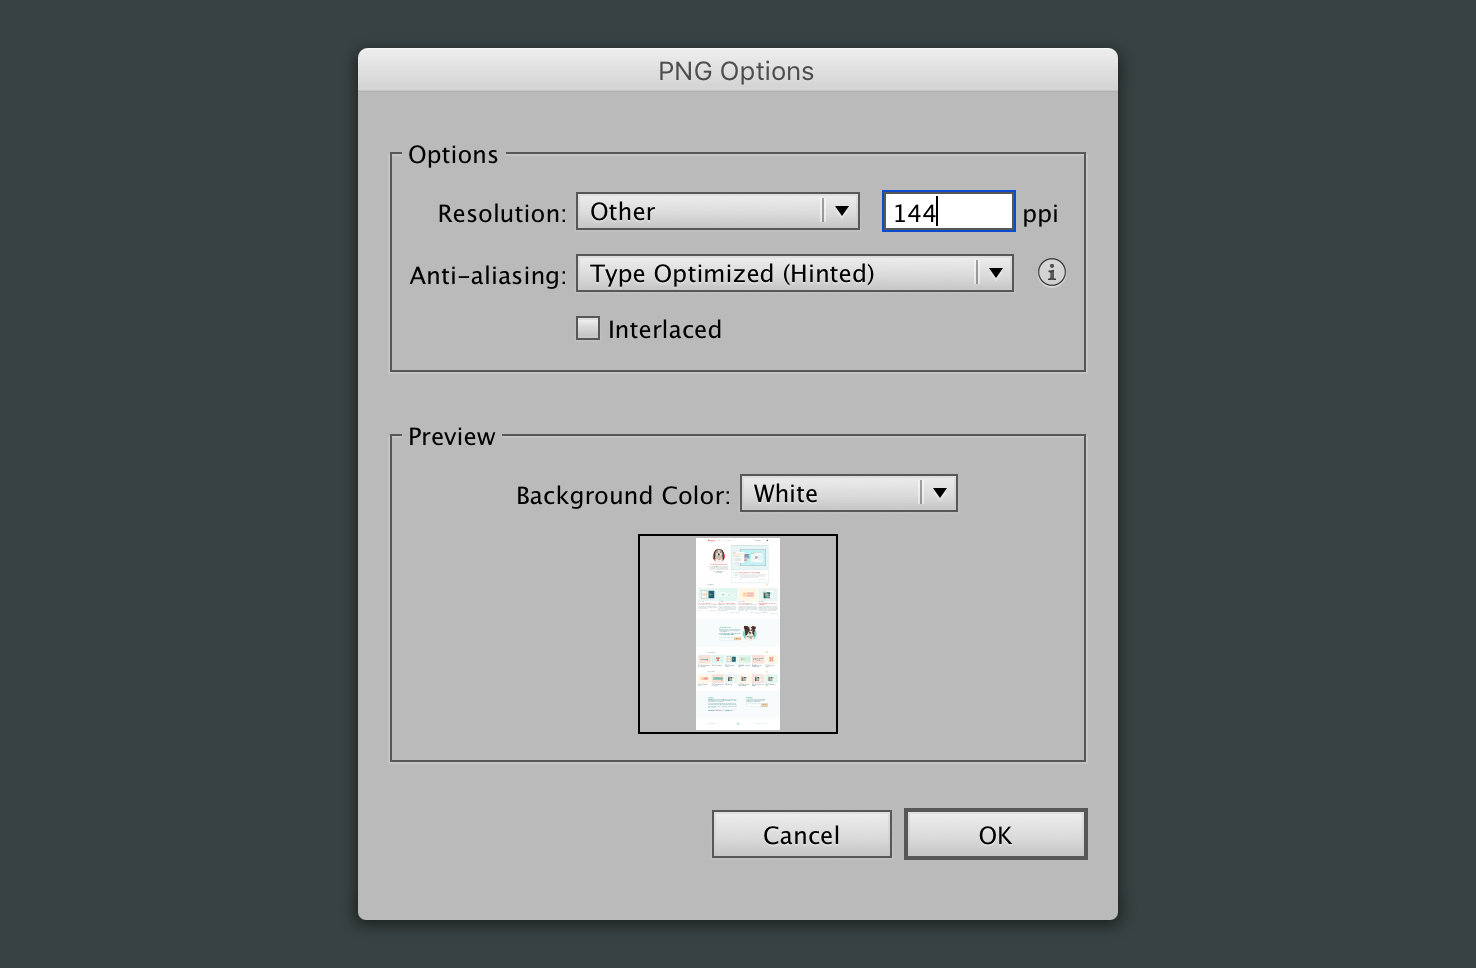 PNG Options
Options
Resolution: Other 144 ppi
Anti-aliasing: Type Optimized (Hinted)
Interlaced
Preview
Background Color: White
Cancel OK